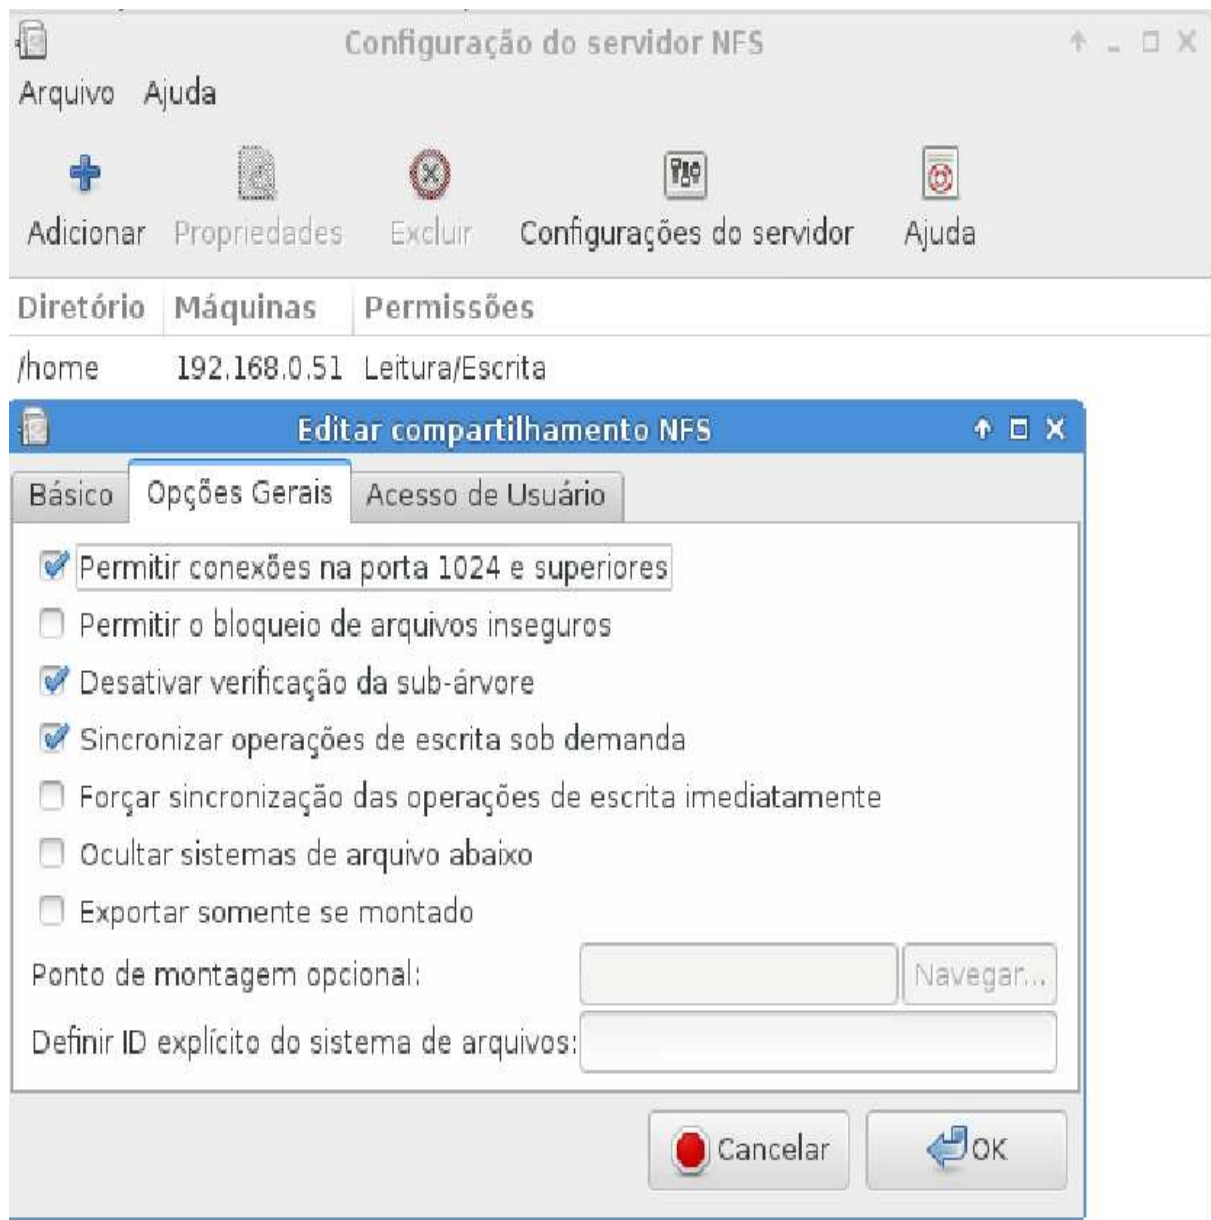 Configuração do servidor NFS
Arquivo Ajuda
Adicionar Propriedades Excluir Configurações do servidor Ajuda
Diretório Máquinas Permissões
/home 192.168.0.51 Leitura/Escrita
Editar compartilhamento NFS
Básico Opções Gerais Acesso de Usuário
Permitir conexões na porta 1024 e superiores
Permitir o bloqueio de arquivos inseguros
Desativar verificação da sub-árvore
Sincronizar operações de escrita sob demanda
Forçar sincronização das operações de escrita imediatamente
Ocultar sistemas de arquivo abaixo
Exportar somente se montado
Ponto de montagem opcional: Navegar...
Definir ID explícito do sistema de arquivos:
Cancelar OK